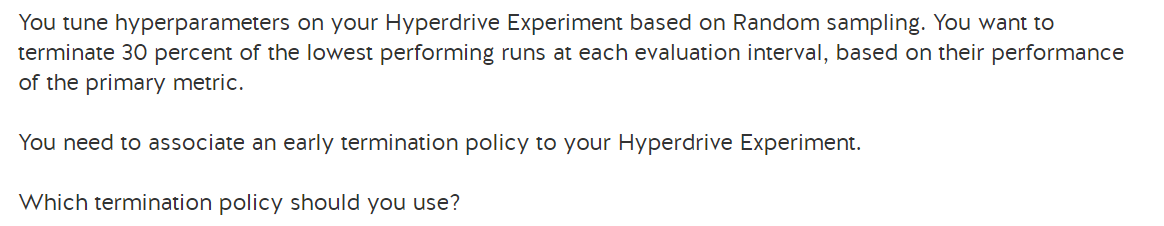 You tune hyperparameters on your Hyperdrive Experiment based on Random sampling. You want to
terminate 30 percent of the lowest performing runs at each evaluation interval, based on their performance
of the primary metric.
You need to associate an early termination policy to your Hyperdrive Experiment.
Which termination policy should you use?